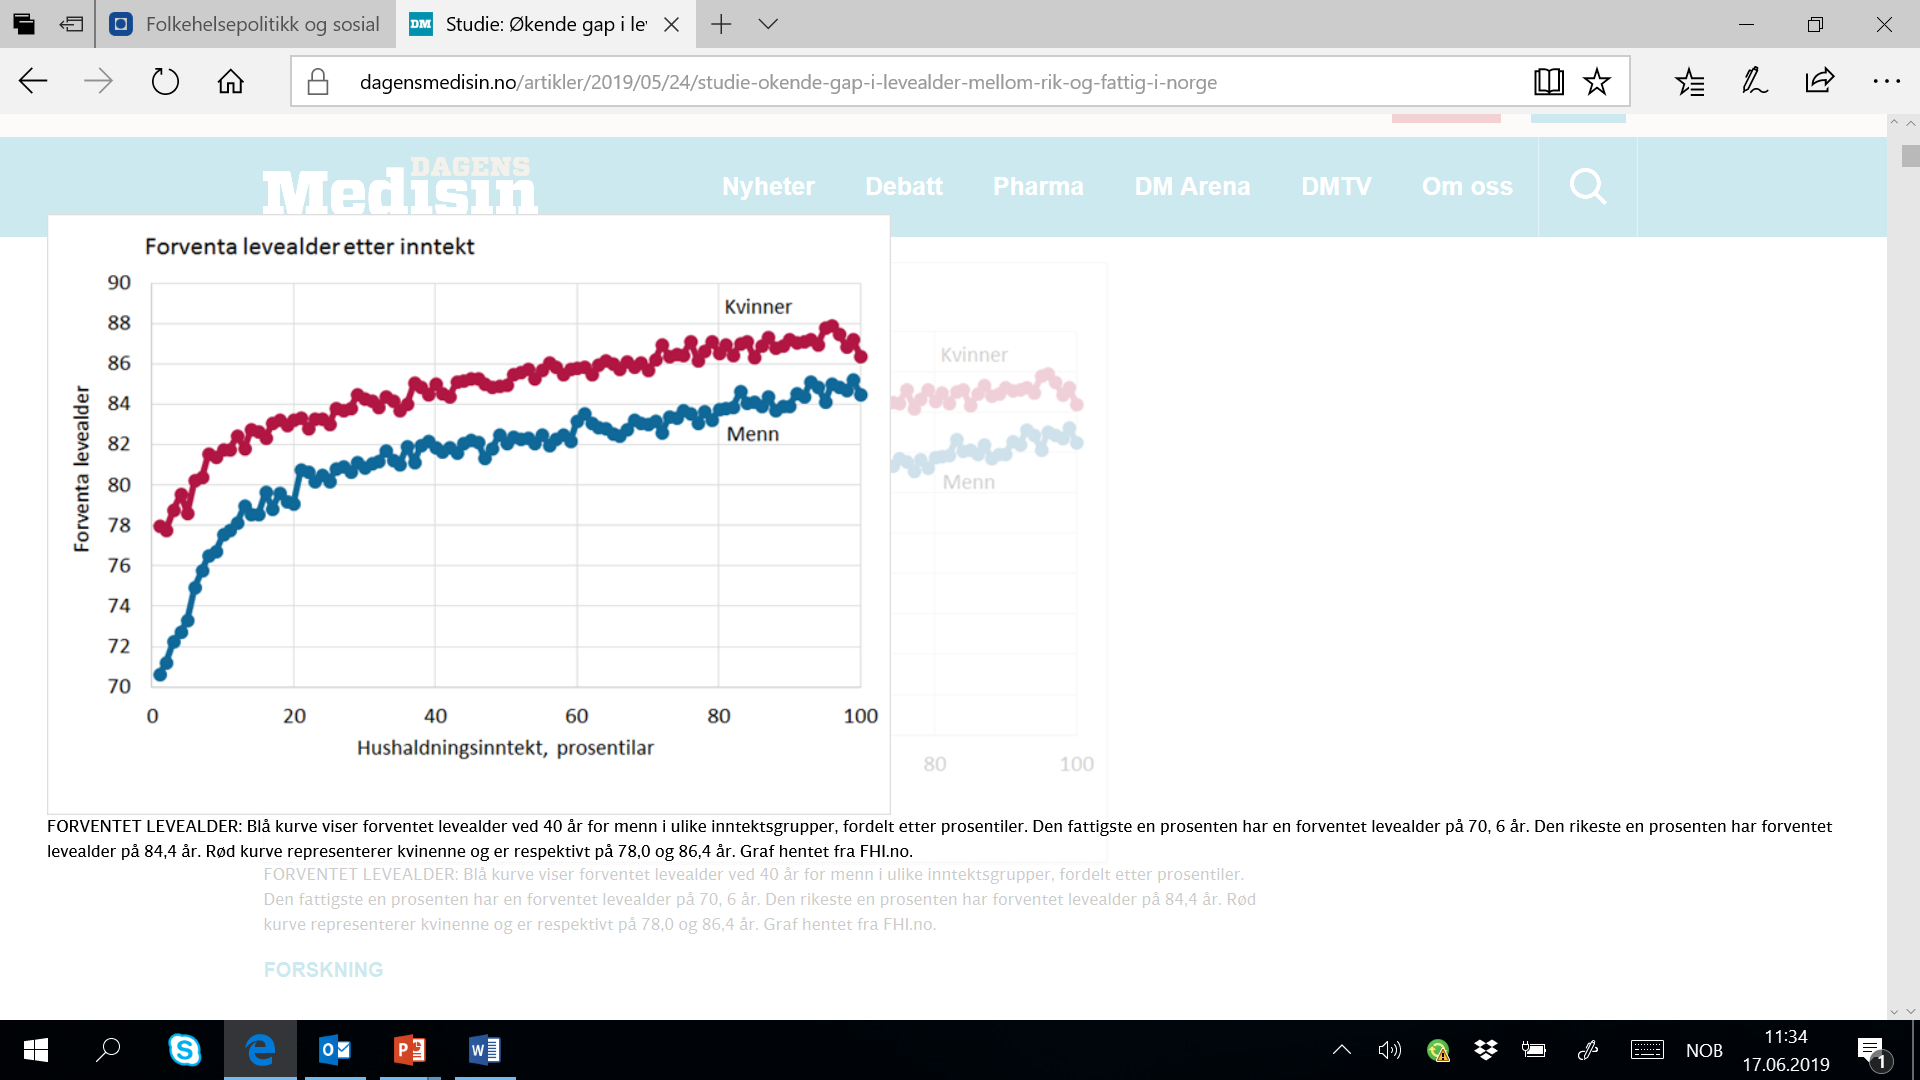 Folkehelsepolitikk og sosial
DM Studie: Økende gap i le
dagensmedisin.no/artikler/2019/05/24/studie-okende-gap-i-levealder-mellom-rik-og-fattig-i-norge
DAGENS
Medisin
Nyheter Debatt Pharma DM Arena DMTV Om oss
Forventa levealder etter inntekt
90
88
86
84
82
80
78
76
74
72
70
Forventa levealder
Kvinner
Menn
0 20 40 60 80 100
Hushaldningsinntekt, prosentilar
Kvinner
Menn
80 100
FORVENTET LEVEALDER: Blå kurve viser forventet levealder ved 40 år for menn i ulike inntektsgrupper, fordelt etter prosentiler. Den fattigste en prosenten har en forventet levealder på 70, 6 år. Den rikeste en prosenten har forventet
levealder på 84,4 år. Rød kurve representerer kvinnene og er respektivt på 78,0 og 86,4 år. Graf hentet fra FHI.no.
FORVENTET LEVEALDER: Blå kurve viser forventet levealder ved 40 år for menn i ulike inntektsgrupper, fordelt etter prosentiler.
Den fattigste en prosenten har en forventet levealder på 70, 6 år. Den rikeste en prosenten har forventet levealder på 84,4 år. Rød
kurve representerer kvinnene og er respektivt på 78,0 og 86,4 år. Graf hentet fra FHI.no.
FORSKNING
NOB
11:34
17.06.2019
1